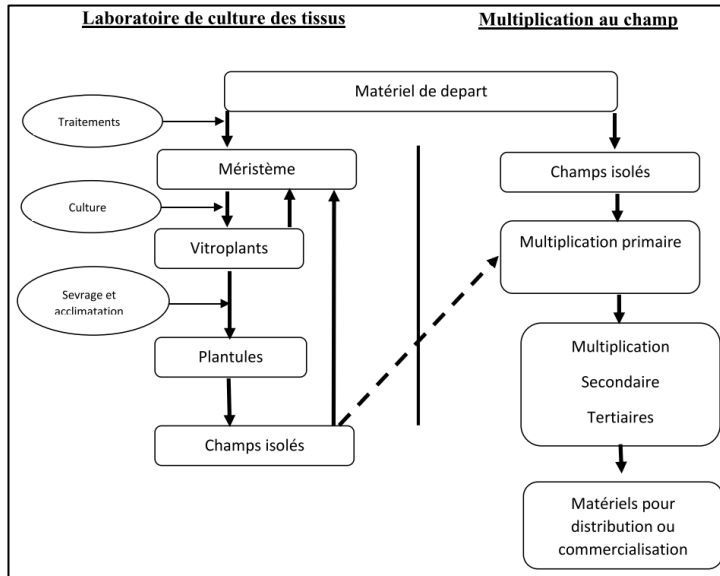 Laboratoire de culture des tissus
Multiplication au champ
Matériel de depart
Traitements
Méristème
Culture
Vitroplants
Sevrage et
acclimatation
Plantules
Champs isolés
Champs isolés
Multiplication primaire
Multiplication
Secondaire
Tertiaires
Matériels pour
distribution ou
commercialisation